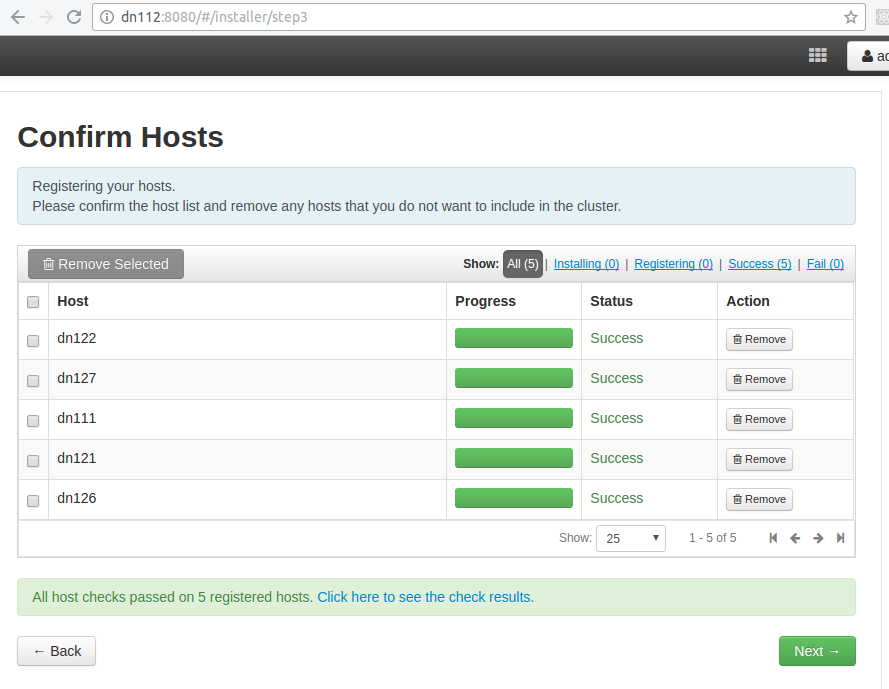 dn112:8080/#/installer/step3
Confirm Hosts
Registering your hosts.
Please confirm the host list and remove any hosts that you do not want to include in the cluster.
Remove Selected Show: All (5) | Installing (0) | Registering (0) | Success (5) | Fail (0)
Host Progress Status Action
dn122 Success Remove
dn127 Success Remove
dn111 Success Remove
dn121 Success Remove
dn126 Success Remove
Show: 25 1 - 5 of 5
All host checks passed on 5 registered hosts. Click here to see the check results.
← Back Next →